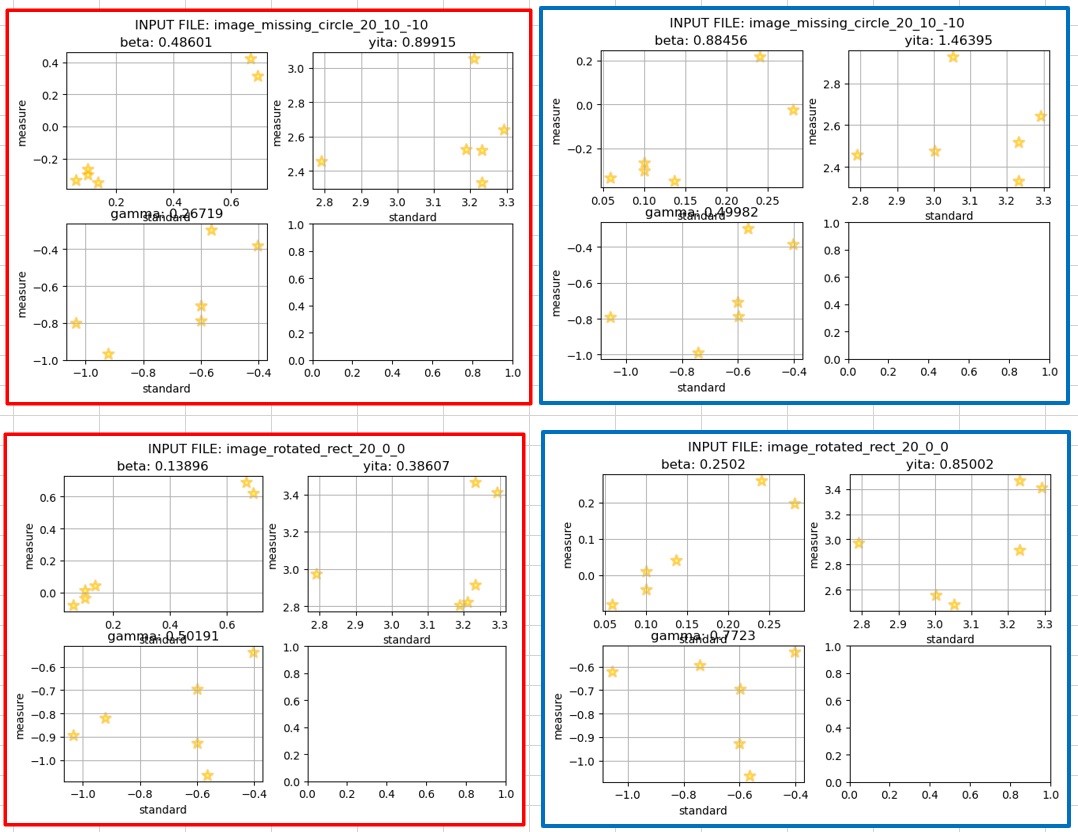 INPUT FILE: image_missing_circle_20_10_-10
beta: 0.48601
measure
0.4
0.2
0.0
−0.2
0.2 0.4 0.6
standard
yita: 0.89915
measure
3.0
2.8
2.6
2.4
2.8 2.9 3.0 3.1 3.2 3.3
standard
gamma: 0.26719
measure
−0.4
−0.6
−0.8
−1.0
−1.0 −0.8 −0.6 −0.4
standard
1.0
0.8
0.6
0.4
0.2
0.0
0.0 0.2 0.4 0.6 0.8 1.0
INPUT FILE: image_missing_circle_20_10_-10
beta: 0.88456
measure
0.2
0.0
−0.2
0.05 0.10 0.15 0.20 0.25
standard
yita: 1.46395
measure
2.8
2.6
2.4
2.8 2.9 3.0 3.1 3.2 3.3
standard
gamma: 0.49982
measure
−0.4
−0.6
−0.8
−1.0
−1.0 −0.8 −0.6 −0.4
standard
1.0
0.8
0.6
0.4
0.2
0.0
0.0 0.2 0.4 0.6 0.8 1.0
INPUT FILE: image_rotated_rect_20_0_0
beta: 0.13896
measure
0.6
0.4
0.2
0.0
0.2 0.4 0.6
standard
yita: 0.38607
measure
3.4
3.2
3.0
2.8
2.8 2.9 3.0 3.1 3.2 3.3
standard
gamma: 0.50191
measure
−0.6
−0.7
−0.8
−0.9
−1.0
−1.0 −0.8 −0.6 −0.4
standard
1.0
0.8
0.6
0.4
0.2
0.0
0.0 0.2 0.4 0.6 0.8 1.0
INPUT FILE: image_rotated_rect_20_0_0
beta: 0.2502
measure
0.2
0.0
0.05 0.10 0.15 0.20 0.25
standard
yita: 0.85002
measure
3.4
3.2
3.0
2.8
2.6
2.8 2.9 3.0 3.1 3.2 3.3
standard
gamma: 0.7723
measure
−0.6
−0.7
−0.8
−0.9
−1.0
−1.0 −0.8 −0.6 −0.4
standard
1.0
0.8
0.6
0.4
0.2
0.0
0.0 0.2 0.4 0.6 0.8 1.0